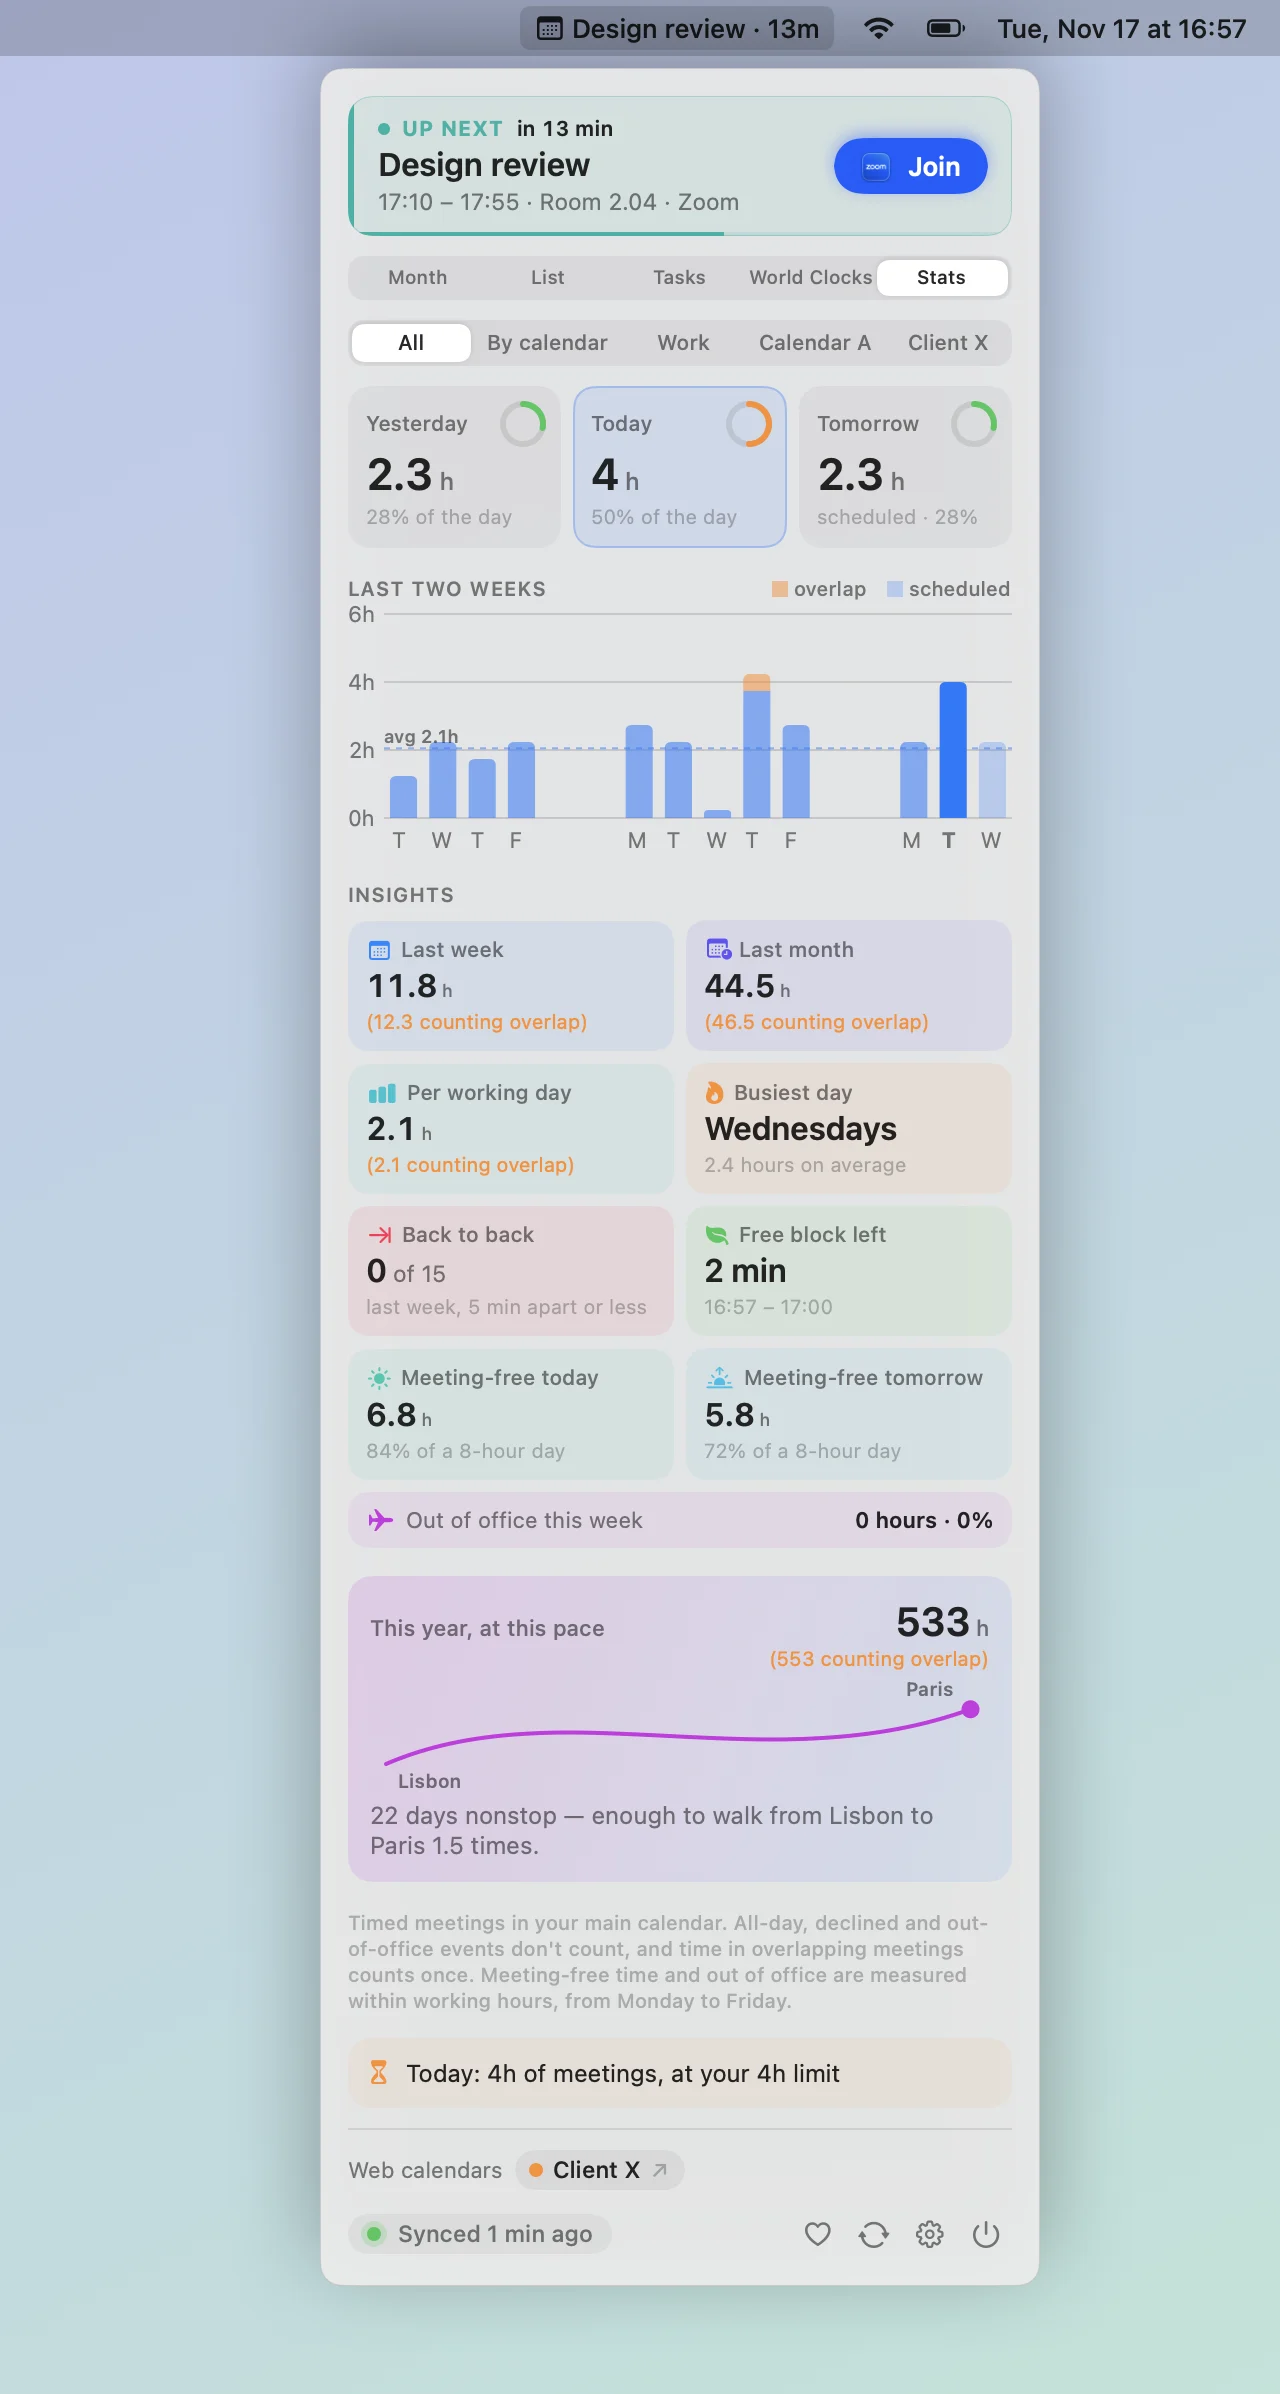 Design review · 13m
Tue, Nov 17 at 16:57
UP NEXT in 13 min
Design review
17:10 – 17:55 · Room 2.04 · Zoom
zoom
Join
Month
List
Tasks
World Clocks
Stats
All
By calendar
Work
Calendar A
Client X
Yesterday
2.3 h
28% of the day
Today
4 h
50% of the day
Tomorrow
2.3 h
scheduled · 28%
LAST TWO WEEKS
overlap
scheduled
6h
4h
avg 2.1h
2h
0h
T W T F M T W T F M T W
INSIGHTS
Last week
11.8 h
(12.3 counting overlap)
Last month
44.5 h
(46.5 counting overlap)
Per working day
2.1 h
(2.1 counting overlap)
Busiest day
Wednesdays
2.4 hours on average
Back to back
0 of 15
last week, 5 min apart or less
Free block left
2 min
16:57 – 17:00
Meeting-free today
6.8 h
84% of a 8-hour day
Meeting-free tomorrow
5.8 h
72% of a 8-hour day
Out of office this week
0 hours · 0%
This year, at this pace
533 h
(553 counting overlap)
Paris
Lisbon
22 days nonstop — enough to walk from Lisbon to
Paris 1.5 times.
Timed meetings in your main calendar. All-day, declined and out-
of-office events don't count, and time in overlapping meetings
counts once. Meeting-free time and out of office are measured
within working hours, from Monday to Friday.
Today: 4h of meetings, at your 4h limit
Web calendars
Client X
Synced 1 min ago